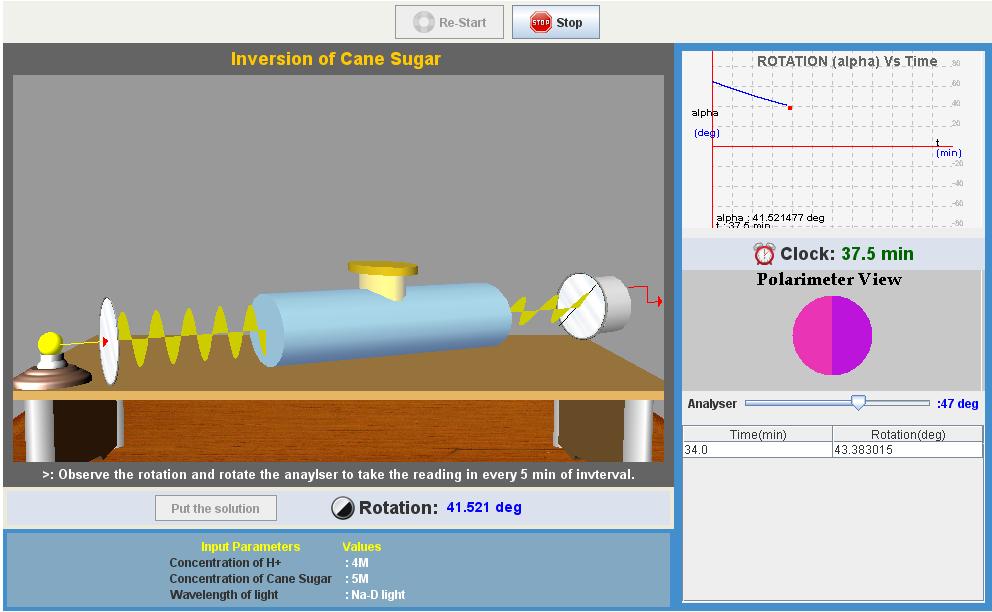 Re-Start
STOP Stop
Inversion of Cane Sugar
>: Observe the rotation and rotate the anaylser to take the reading in every 5 min of invterval.
Put the solution
Rotation: 41.521 deg
Input Parameters Values
Concentration of H+ : 4M
Concentration of Cane Sugar : 5M
Wavelength of light : Na-D light
ROTATION (alpha) Vs Time
80
60
40
20
-20
-40
-60
-80
alpha
(deg)
t
(min)
alpha : 41.521477 deg
t : 37.5 min
Clock: 37.5 min
Polarimeter View
Analyser :47 deg
Time(min) Rotation(deg)
34.0 43.383015